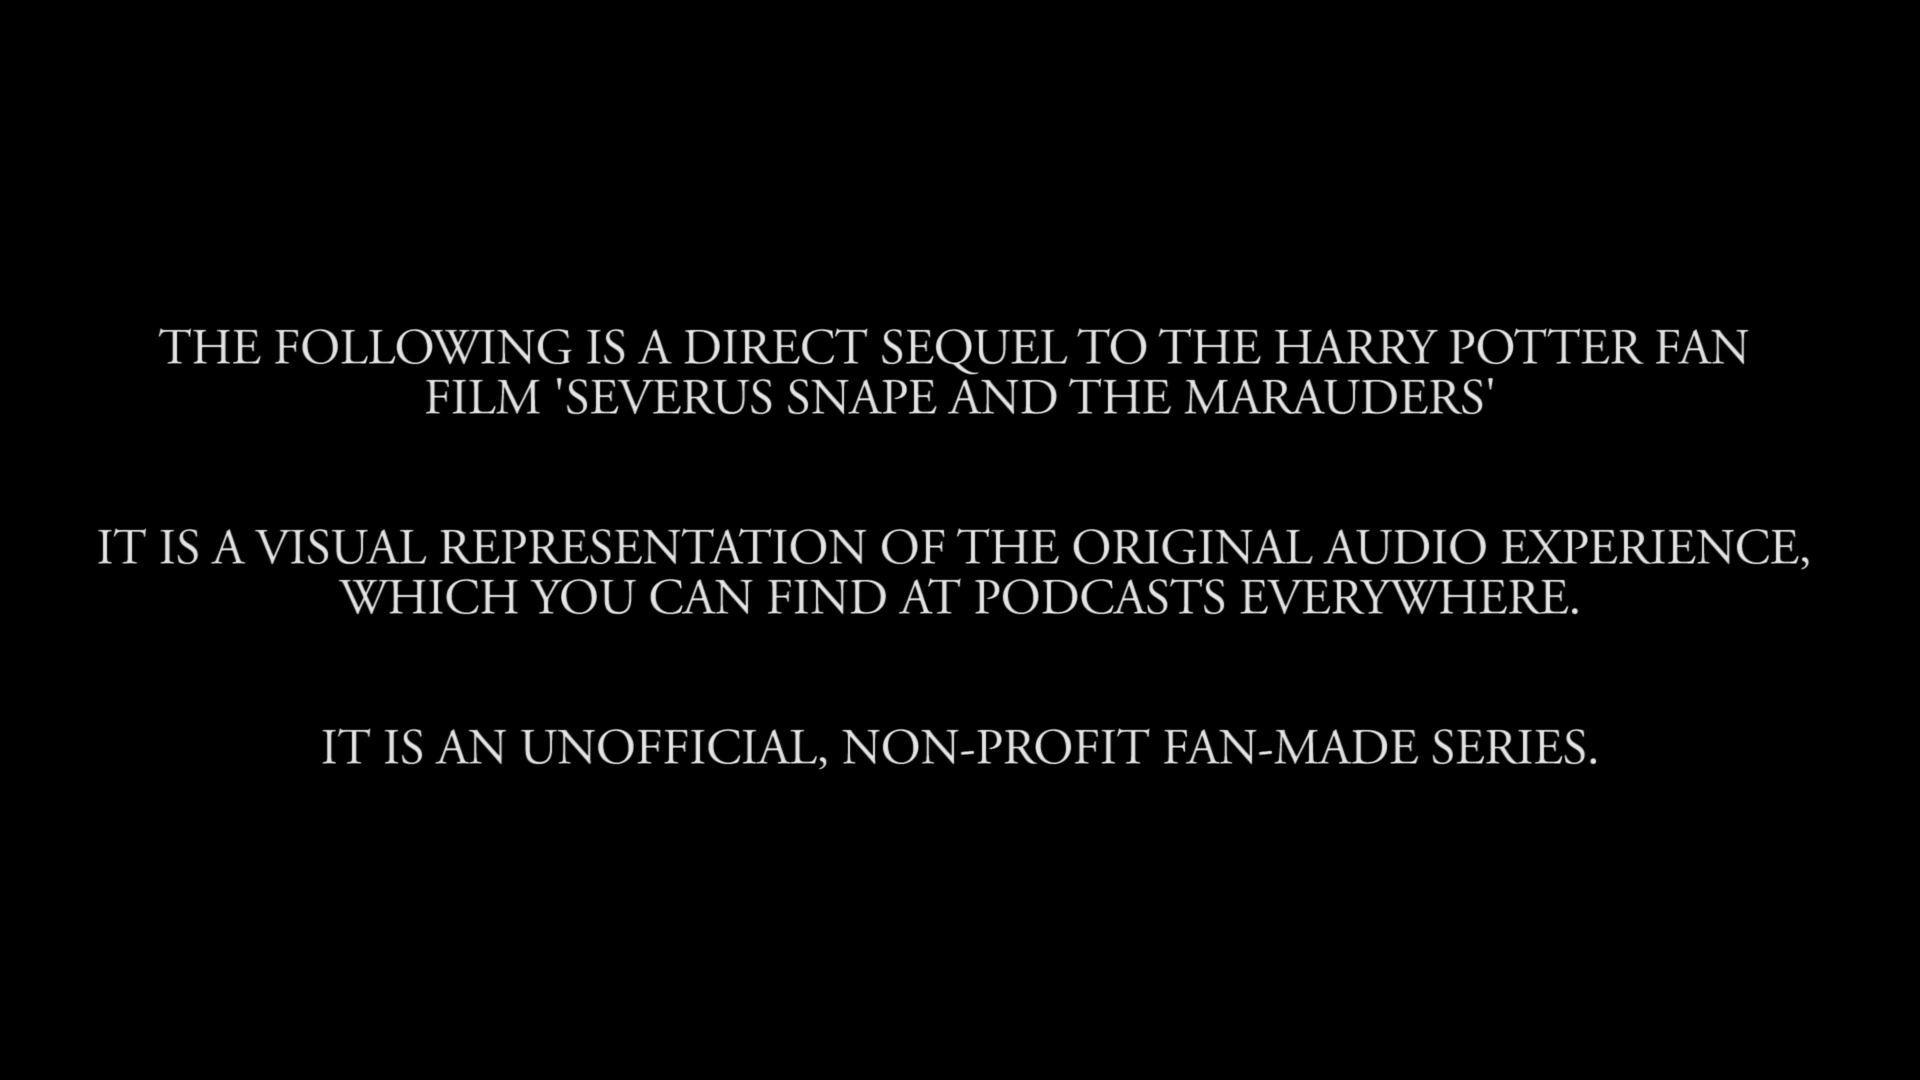 THE FOLLOWING IS A DIRECT SEQUEL TO THE HARRY POTTER FAN
FILM 'SEVERUS SNAPE AND THE MARAUDERS'
IT IS A VISUAL REPRESENTATION OF THE ORIGINAL AUDIO EXPERIENCE,
WHICH YOU CAN FIND AT PODCASTS EVERYWHERE.
IT IS AN UNOFFICIAL, NON-PROFIT FAN-MADE SERIES.